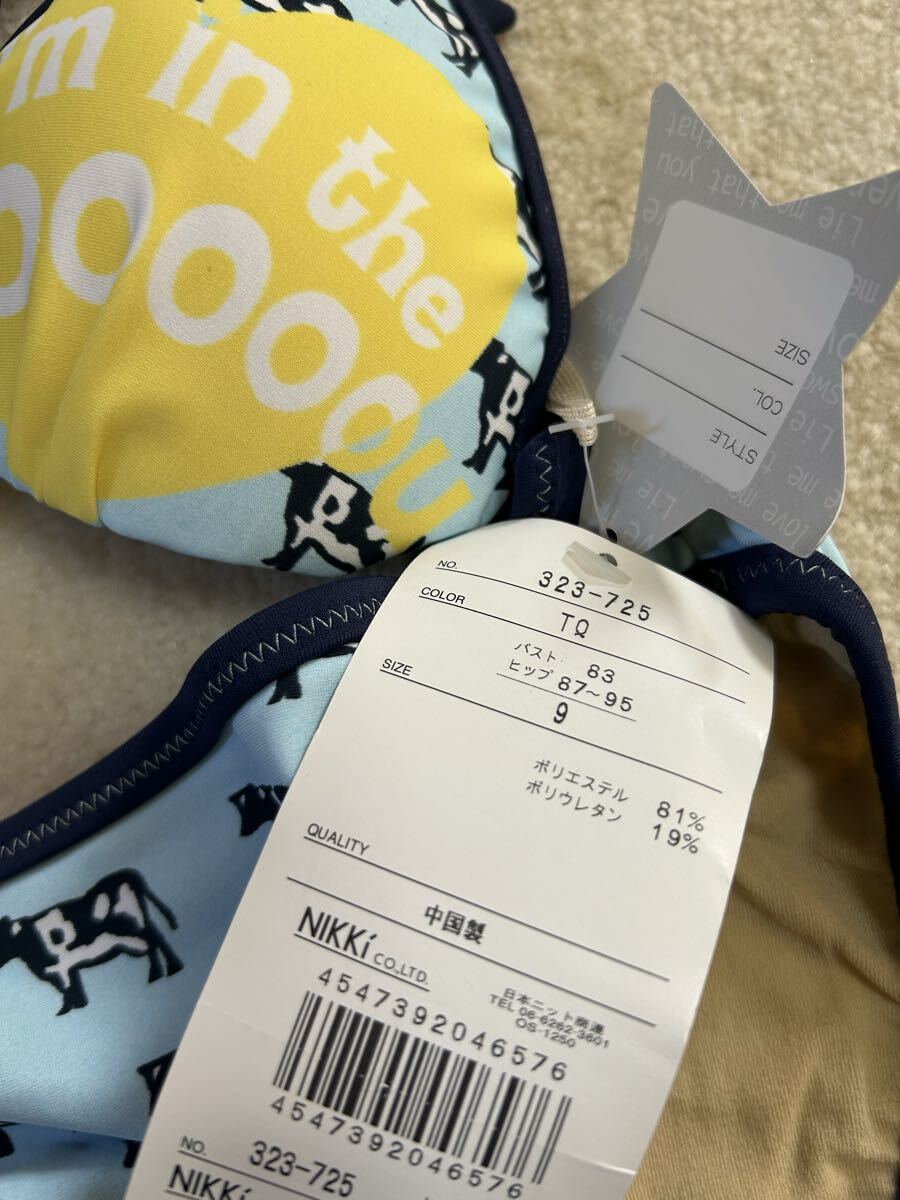 m in the
oooooou
SIZE
COL.
STYLE
NO. 323-725
COLOR TQ
バスト 83
ヒップ 87~95
SIZE 9
ポリエステル 81%
ポリウレタン 19%
QUALITY
中国製
NIKKi CO.,LTD.
日本ニット商連
TEL 06-6262-3601
OS-1250
4547392046576
4547392046576
NO. 323-725
NIKKi